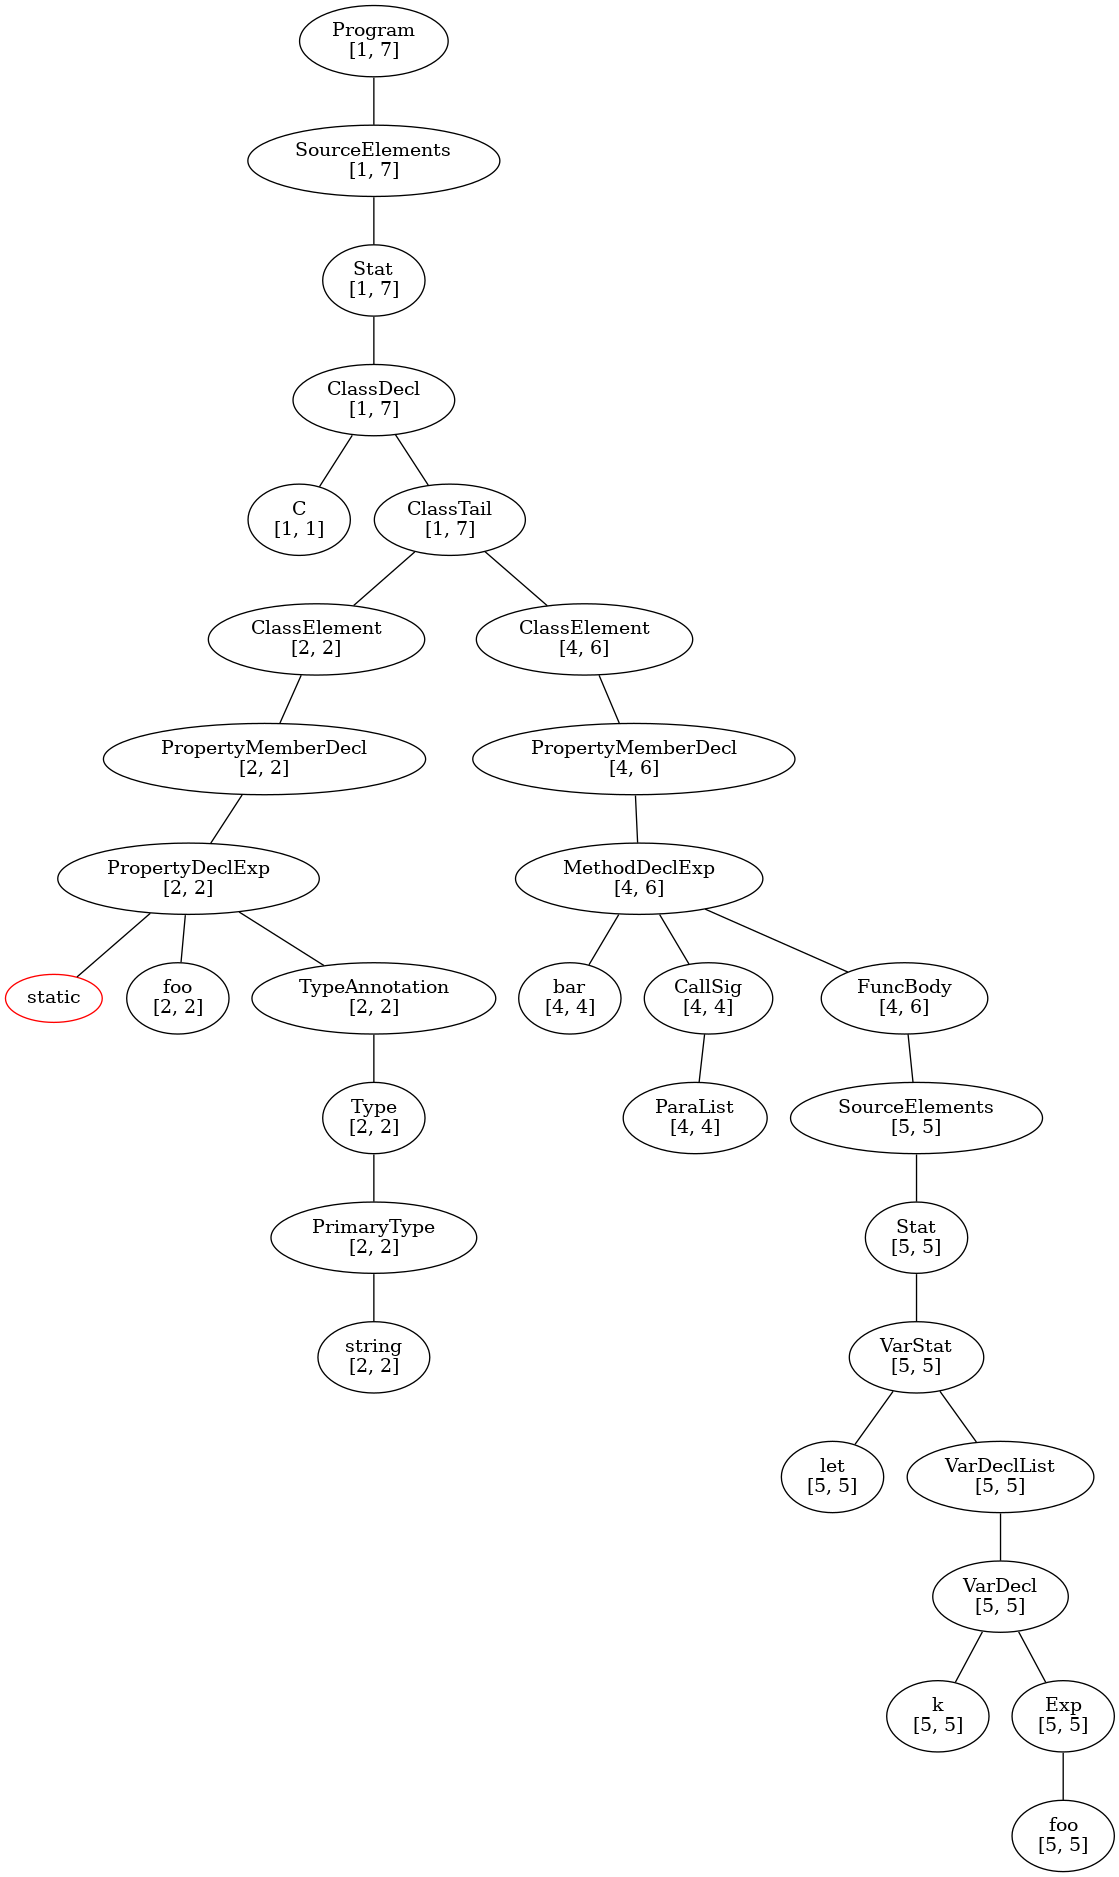 Program
[1, 7]
SourceElements
[1, 7]
Stat
[1, 7]
ClassDecl
[1, 7]
C
[1, 1]
ClassTail
[1, 7]
ClassElement
[2, 2]
ClassElement
[4, 6]
PropertyMemberDecl
[2, 2]
PropertyMemberDecl
[4, 6]
PropertyDeclExp
[2, 2]
MethodDeclExp
[4, 6]
static
foo
[2, 2]
TypeAnnotation
[2, 2]
bar
[4, 4]
CallSig
[4, 4]
FuncBody
[4, 6]
Type
[2, 2]
ParaList
[4, 4]
SourceElements
[5, 5]
PrimaryType
[2, 2]
Stat
[5, 5]
string
[2, 2]
VarStat
[5, 5]
let
[5, 5]
VarDeclList
[5, 5]
VarDecl
[5, 5]
k
[5, 5]
Exp
[5, 5]
foo
[5, 5]